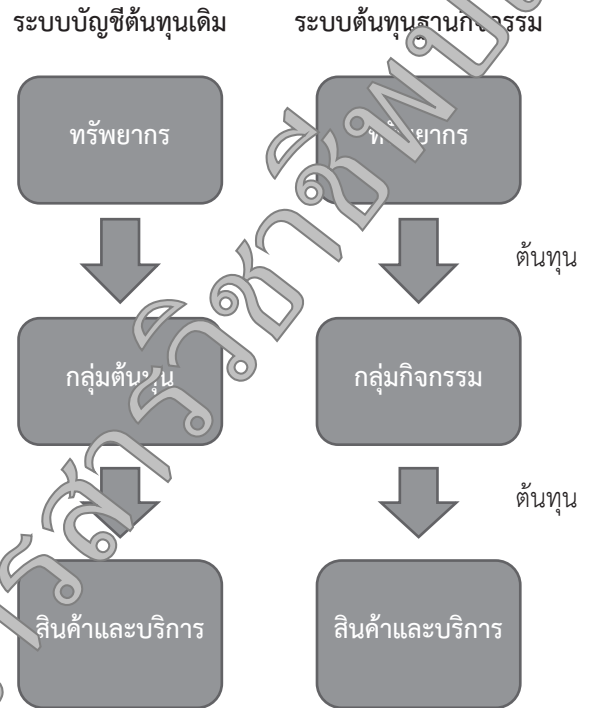 ระบบบัญชีต้นทุนเดิม
ระบบต้นทุนฐานกิจกรรม
ทรัพยากร
ทรัพยากร
ต้นทุน
กลุ่มต้นทุน
กลุ่มกิจกรรม
ต้นทุน
สินค้าและบริการ
สินค้าและบริการ